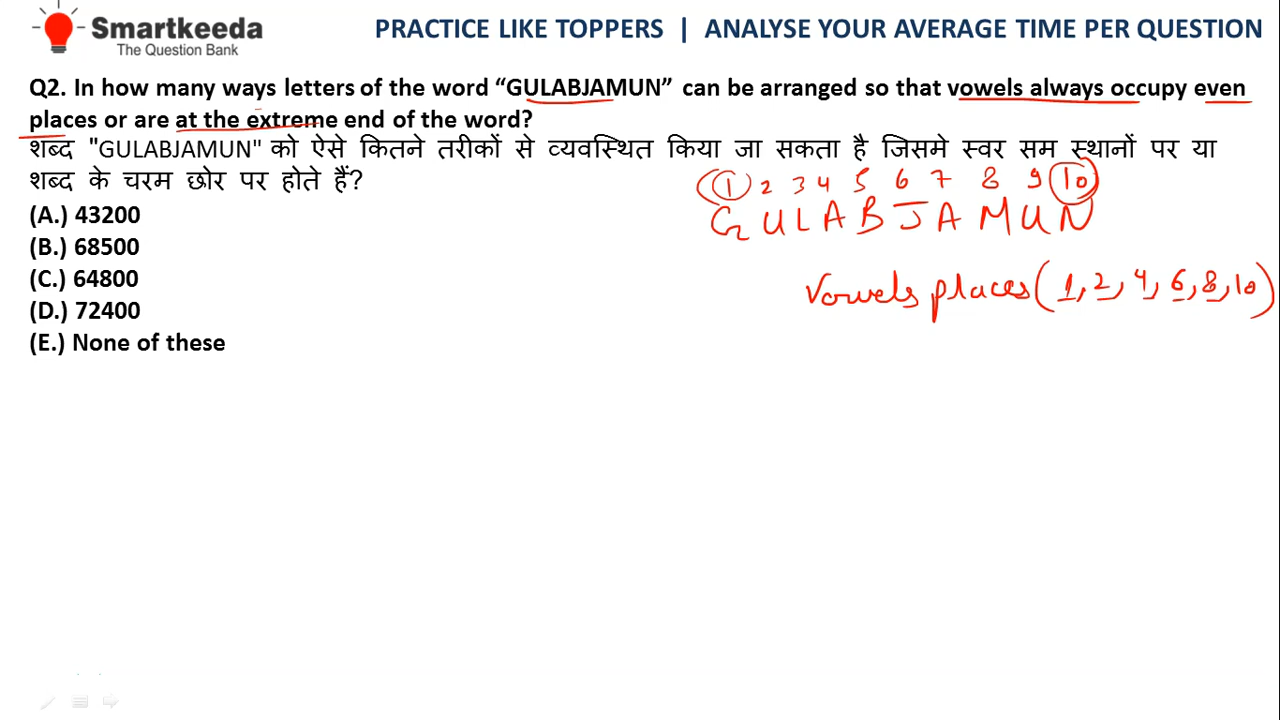 Smartkeeda
The Question Bank
PRACTICE LIKE TOPPERS | ANALYSE YOUR AVERAGE TIME PER QUESTION
Q2. In how many ways letters of the word “GULABJAMUN” can be arranged so that vowels always occupy even
places or are at the extreme end of the word?
शब्द "GULABJAMUN" को ऐसे कितने तरीकों से व्यवस्थित किया जा सकता है जिसमे स्वर सम स्थानों पर या
शब्द के चरम छोर पर होते हैं?
1 2 3 4 5 6 7 8 9 10
G U L A B J A M U N
(A.) 43200
(B.) 68500
(C.) 64800
(D.) 72400
(E.) None of these
Vowels places (1, 2, 4, 6, 8, 10)